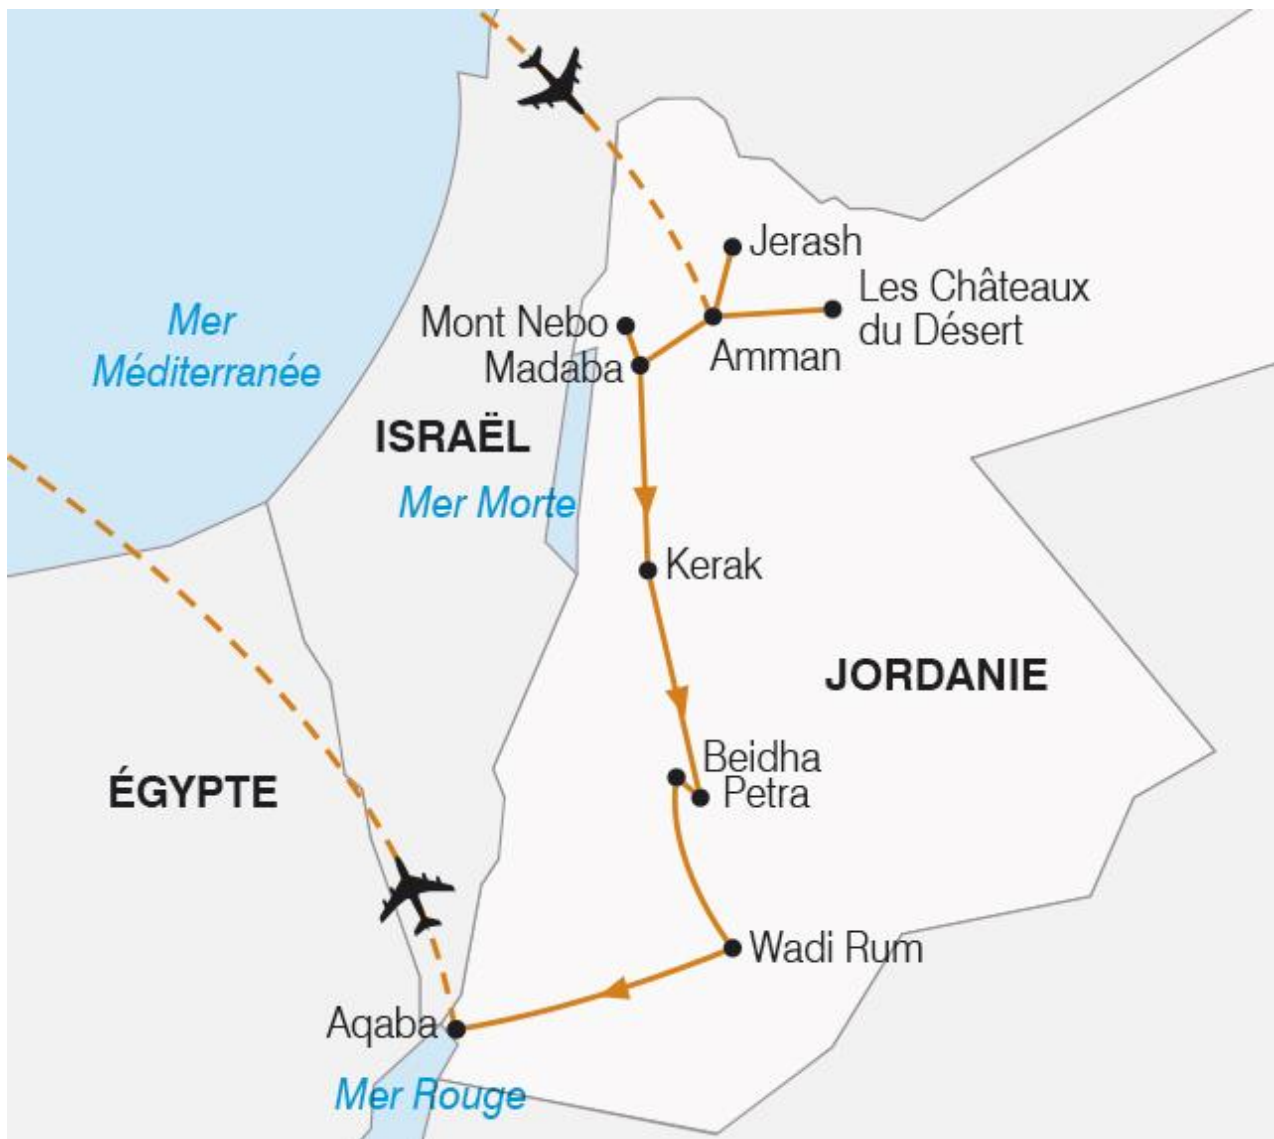 Jerash
Les Châteaux
du Désert
Mer
Méditerranée
Mont Nebo
Amman
Madaba
ISRAËL
Mer Morte
Kerak
JORDANIE
Beidha
Petra
ÉGYPTE
Wadi Rum
Aqaba
Mer Rouge